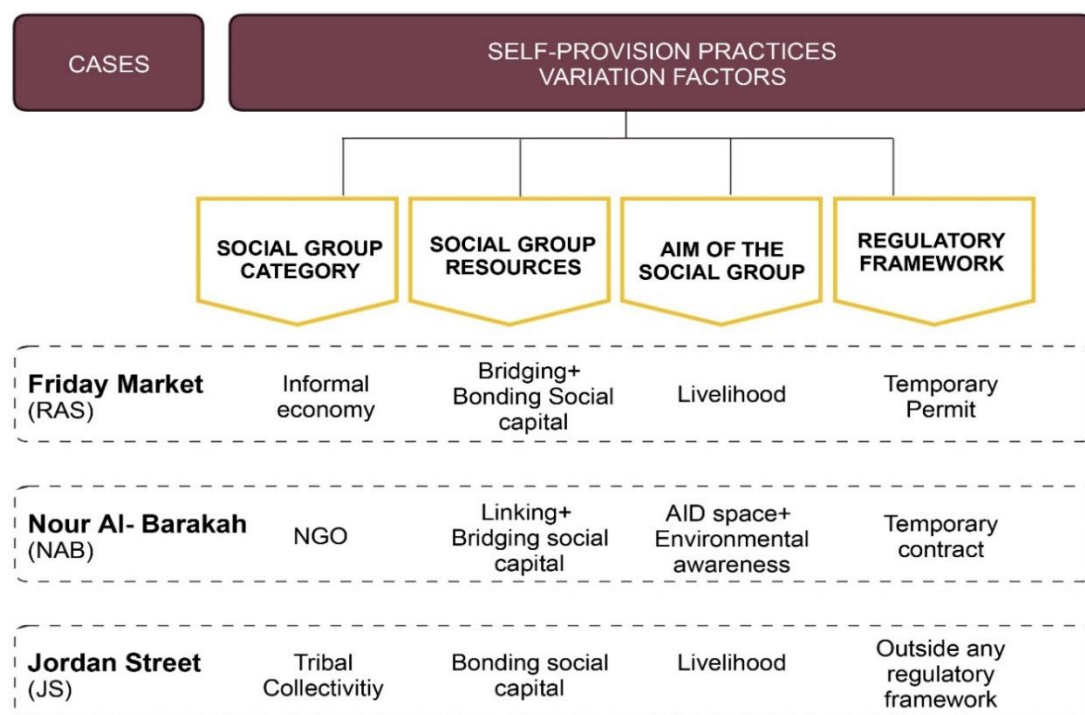 CASES
SELF-PROVISION PRACTICES
VARIATION FACTORS
SOCIAL GROUP
CATEGORY
SOCIAL GROUP
RESOURCES
AIM OF THE
SOCIAL GROUP
REGULATORY
FRAMEWORK
Friday Market
(RAS)
Informal
economy
Bridging+
Bonding Social
capital
Livelihood
Temporary
Permit
Nour Al- Barakah
(NAB)
NGO
Linking+
Bridging social
capital
AID space+
Environmental
awareness
Temporary
contract
Jordan Street
(JS)
Tribal
Collectivitiy
Bonding social
capital
Livelihood
Outside any
regulatory
framework